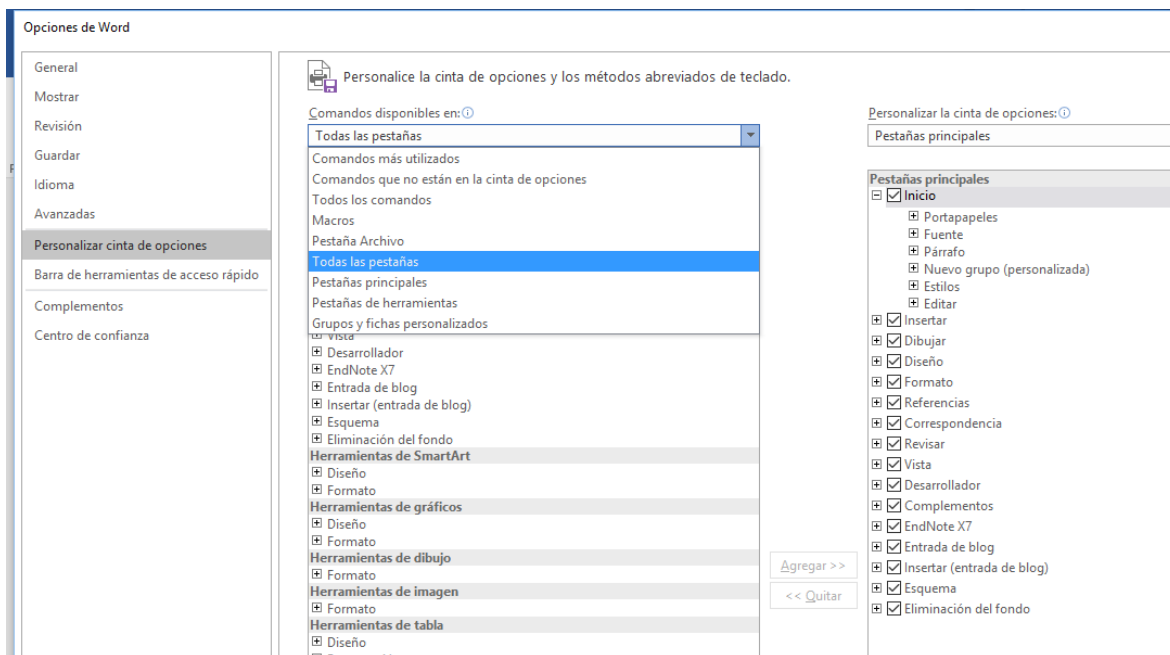 Opciones de Word
General
Mostrar
Revisión
Guardar
Idioma
Avanzadas
Personalizar cinta de opciones
Barra de herramientas de acceso rápido
Complementos
Centro de confianza
Personalice la cinta de opciones y los métodos abreviados de teclado.
Comandos disponibles en:
Todas las pestañas
Comandos más utilizados
Comandos que no están en la cinta de opciones
Todos los comandos
Macros
Pestaña Archivo
Todas las pestañas
Pestañas principales
Pestañas de herramientas
Grupos y fichas personalizados
Vista
Desarrollador
EndNote X7
Entrada de blog
Insertar (entrada de blog)
Esquema
Eliminación del fondo
Herramientas de SmartArt
Diseño
Formato
Herramientas de gráficos
Diseño
Formato
Herramientas de dibujo
Formato
Herramientas de imagen
Formato
Herramientas de tabla
Diseño
Agregar >>
<< Quitar
Personalizar la cinta de opciones:
Pestañas principales
Pestañas principales
Inicio
Portapapeles
Fuente
Párrafo
Nuevo grupo (personalizada)
Estilos
Editar
Insertar
Dibujar
Diseño
Formato
Referencias
Correspondencia
Revisar
Vista
Desarrollador
Complementos
EndNote X7
Entrada de blog
Insertar (entrada de blog)
Esquema
Eliminación del fondo